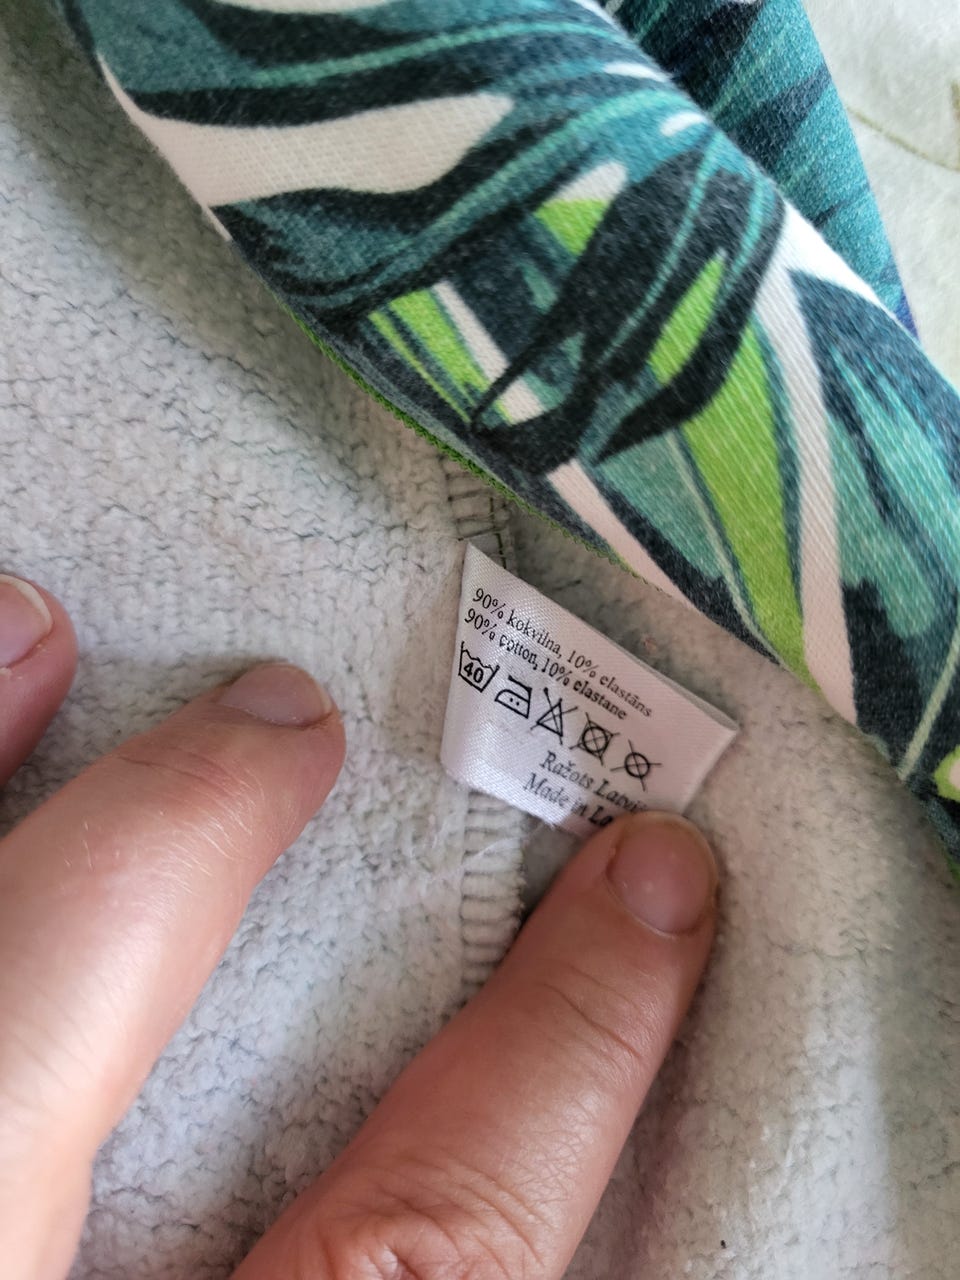 90% kokvilna, 10% elastāns
90% cotton, 10% elastane
40
Ražots
Made in